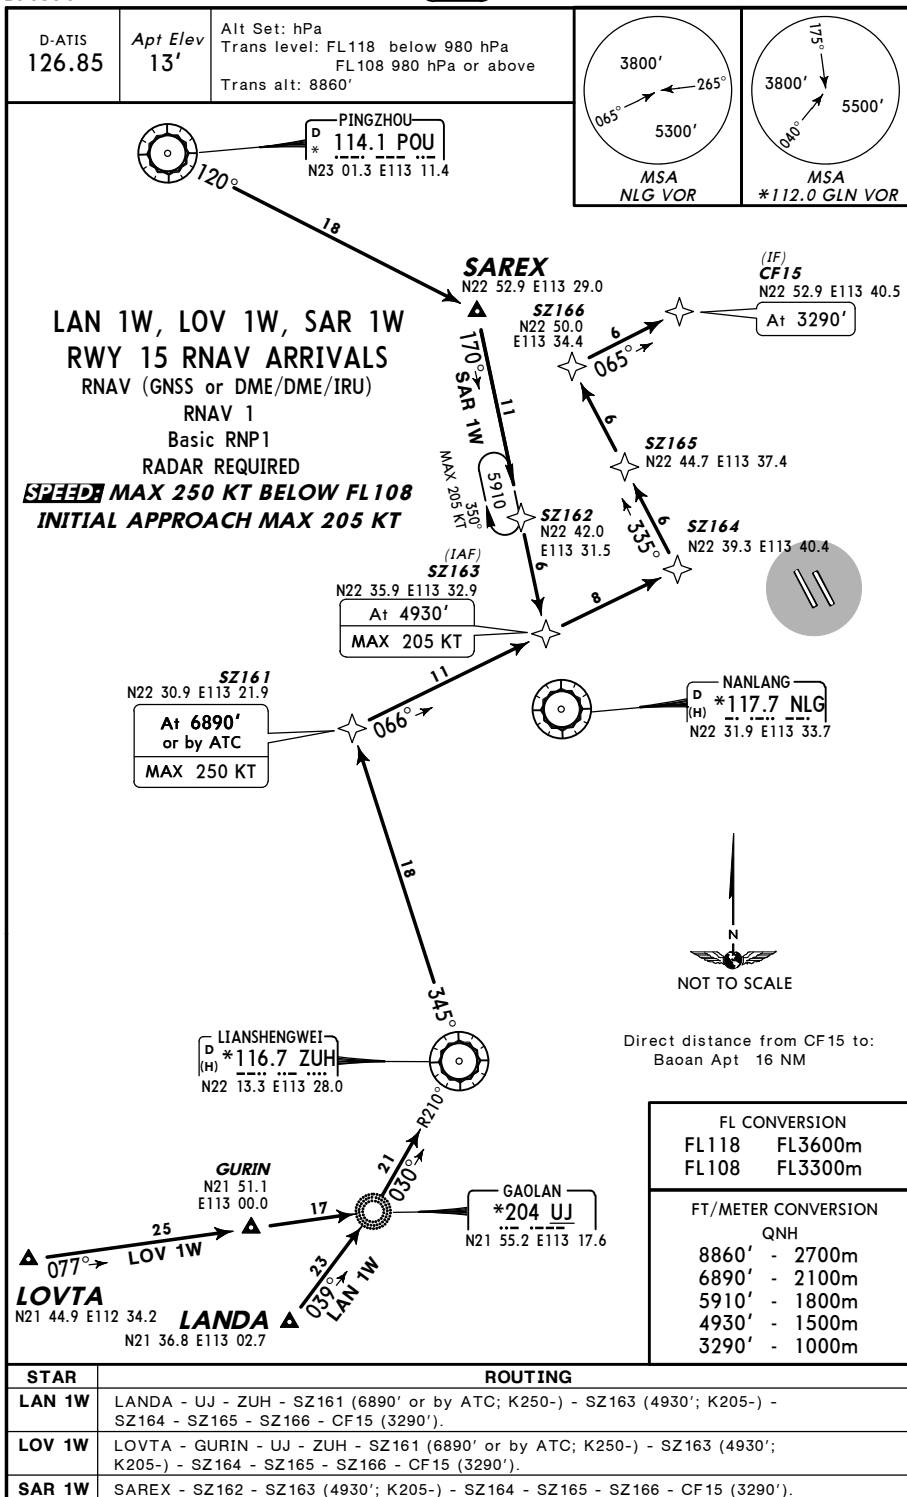 D-ATIS
126.85
Apt Elev
13'
Alt Set: hPa
Trans level: FL118 below 980 hPa
FL108 980 hPa or above
Trans alt: 8860'
3800'
265°
065°
5300'
MSA
NLG VOR
175°
3800'
5500'
040°
MSA
*112.0 GLN VOR
PINGZHOU
D
* 114.1 POU
N23 01.3 E113 11.4
120°
18
SAREX
N22 52.9 E113 29.0
(IF)
CF15
N22 52.9 E113 40.5
At 3290'
SZ166
N22 50.0
E113 34.4
6
065°
LAN 1W, LOV 1W, SAR 1W
RWY 15 RNAV ARRIVALS
RNAV (GNSS or DME/DME/IRU)
RNAV 1
Basic RNP1
RADAR REQUIRED
SPEED: MAX 250 KT BELOW FL108
INITIAL APPROACH MAX 205 KT
170°
SAR 1W
11
6
SZ165
N22 44.7 E113 37.4
5910
MAX 205 KT
350°
SZ162
N22 42.0
E113 31.5
6
335°
SZ164
N22 39.3 E113 40.4
(IAF)
SZ163
N22 35.9 E113 32.9
At 4930'
MAX 205 KT
6
8
SZ161
N22 30.9 E113 21.9
At 6890'
or by ATC
MAX 250 KT
11
066°
NANLANG
D
(H) *117.7 NLG
N22 31.9 E113 33.7
18
345°
N
NOT TO SCALE
LIANSHENGWEI
D
(H) *116.7 ZUH
N22 13.3 E113 28.0
Direct distance from CF15 to:
Baoan Apt 16 NM
R210°
21
030°
GURIN
N21 51.1
E113 00.0
17
GAOLAN
*204 UJ
N21 55.2 E113 17.6
25
077°
LOV 1W
LOVTA
N21 44.9 E112 34.2
23
039°
LAN 1W
LANDA
N21 36.8 E113 02.7
FL CONVERSION
FL118 FL3600m
FL108 FL3300m
FT/METER CONVERSION
QNH
8860' - 2700m
6890' - 2100m
5910' - 1800m
4930' - 1500m
3290' - 1000m
STAR ROUTING
LAN 1W LANDA - UJ - ZUH - SZ161 (6890' or by ATC; K250-) - SZ163 (4930'; K205-) -
SZ164 - SZ165 - SZ166 - CF15 (3290').
LOV 1W LOVTA - GURIN - UJ - ZUH - SZ161 (6890' or by ATC; K250-) - SZ163 (4930';
K205-) - SZ164 - SZ165 - SZ166 - CF15 (3290').
SAR 1W SAREX - SZ162 - SZ163 (4930'; K205-) - SZ164 - SZ165 - SZ166 - CF15 (3290').